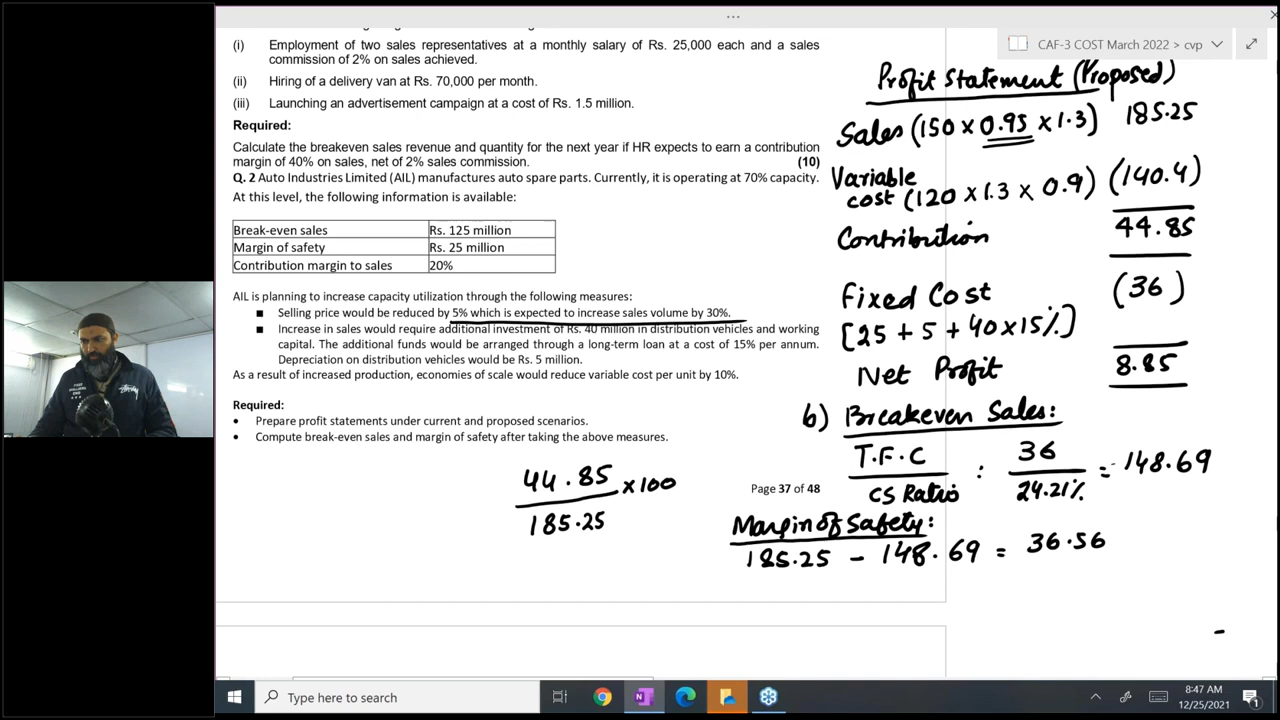 CAF-3 COST March 2022 > cvp
(i) Employment of two sales representatives at a monthly salary of Rs. 25,000 each and a sales
commission of 2% on sales achieved.
(ii) Hiring of a delivery van at Rs. 70,000 per month.
(iii) Launching an advertisement campaign at a cost of Rs. 1.5 million.
Required:
Calculate the breakeven sales revenue and quantity for the next year if HR expects to earn a contribution
margin of 40% on sales, net of 2% sales commission. (10)
Q. 2 Auto Industries Limited (AIL) manufactures auto spare parts. Currently, it is operating at 70% capacity.
At this level, the following information is available:
Break-even sales Rs. 125 million
Margin of safety Rs. 25 million
Contribution margin to sales 20%
AIL is planning to increase capacity utilization through the following measures:
■ Selling price would be reduced by 5% which is expected to increase sales volume by 30%.
■ Increase in sales would require additional investment of Rs. 40 million in distribution vehicles and working
capital. The additional funds would be arranged through a long-term loan at a cost of 15% per annum.
Depreciation on distribution vehicles would be Rs. 5 million.
As a result of increased production, economies of scale would reduce variable cost per unit by 10%.
Required:
• Prepare profit statements under current and proposed scenarios.
• Compute break-even sales and margin of safety after taking the above measures.
44.85 x 100
185.25
Page 37 of 48
Profit Statement (Proposed)
Sales (150 x 0.95 x 1.3) 185.25
Variable
cost (120 x 1.3 x 0.9) (140.4)
Contribution 44.85
Fixed Cost (36)
[25 + 5 + 40 x 15%]
Net Profit 8.85
b) Breakeven Sales:
T.F.C : 36 = 148.69
CS Ratio 24.21%
Margin of Safety:
185.25 - 148.69 = 36.56
Type here to search
8:47 AM
12/25/2021